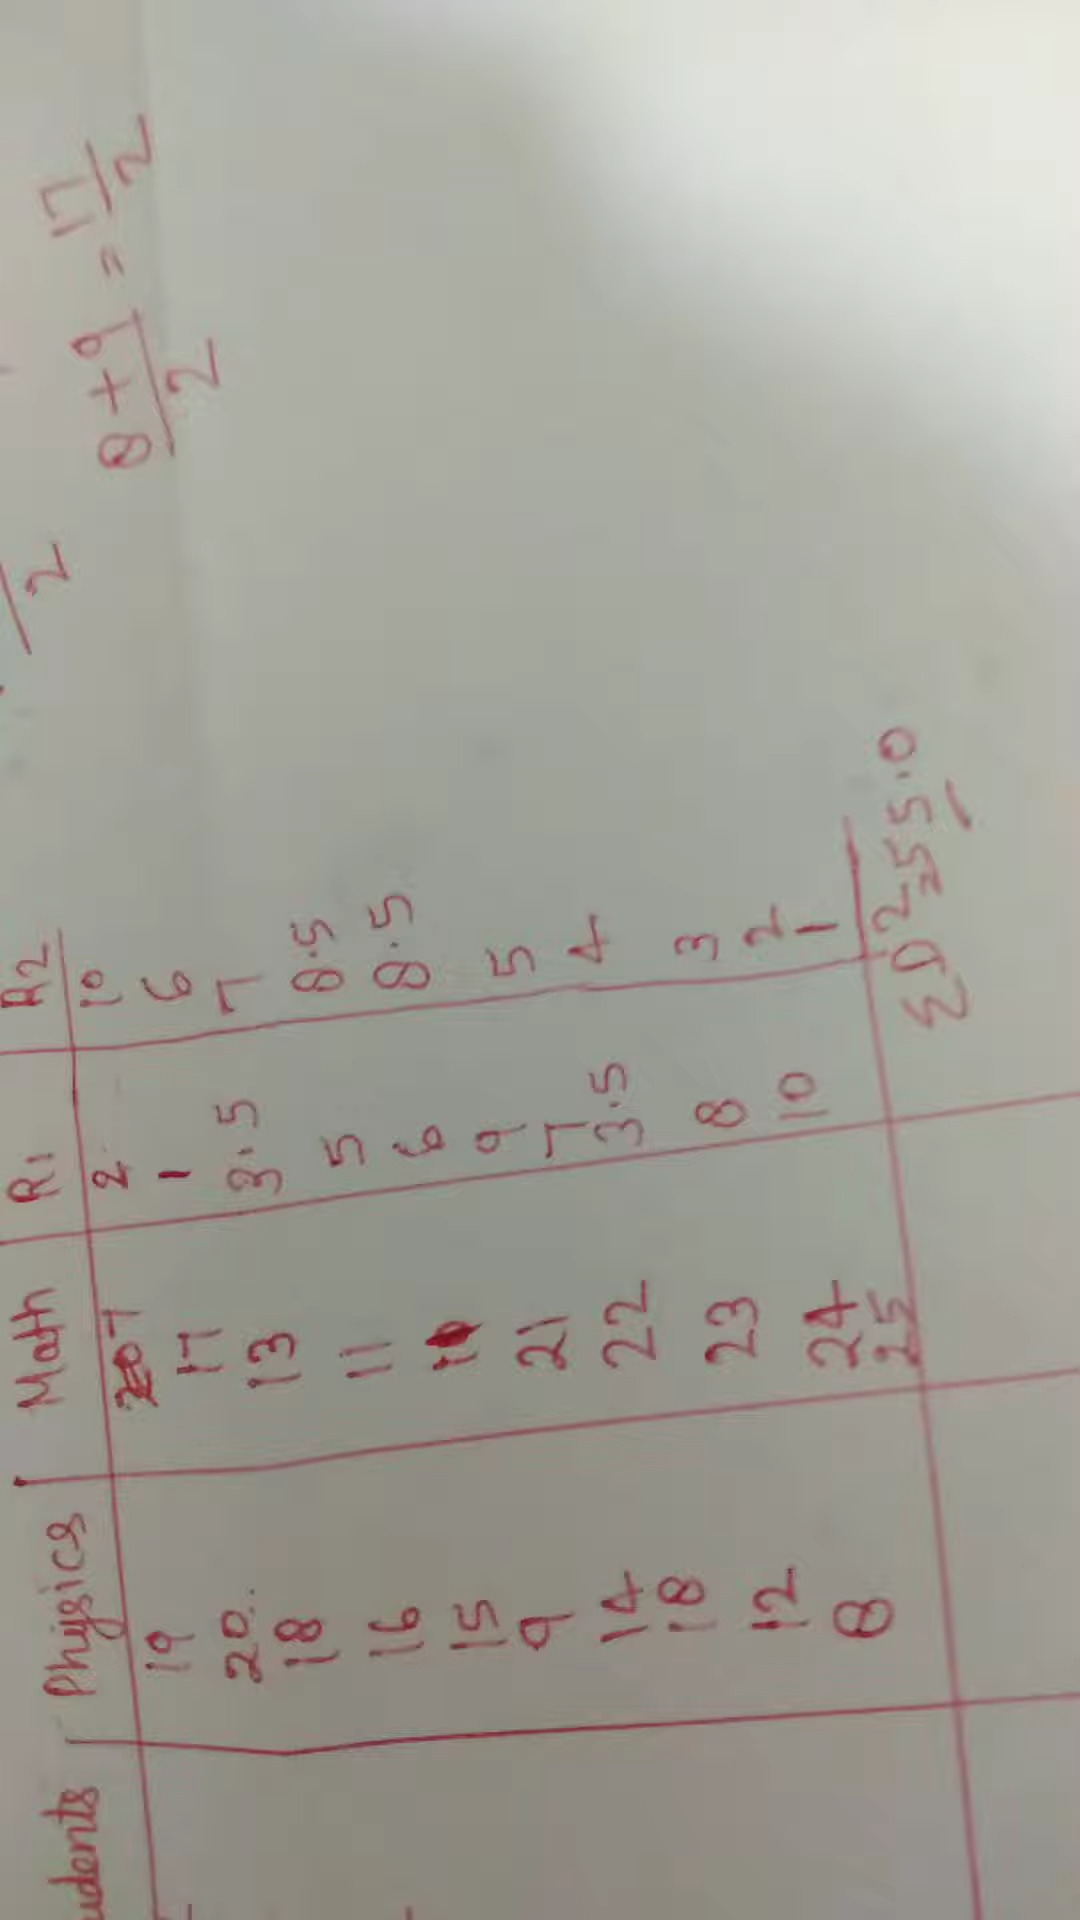 2
8+9/2 = 17/2
udents | Physics | Math | R1 | R2
19 | 7 | 2 | 10
20 | 17 | 1 | 6
18 | 13 | 3.5 | 7
16 | 11 | 5 | 8.5
15 | 6 | 8.5
9 | 21 | 9 | 5
14 | 22 | 7 | 4
18 | 23 | 3.5 | 3
12 | 24 | 8 | 2
8 | 25 | 10 | 1
ΣD²=55.0